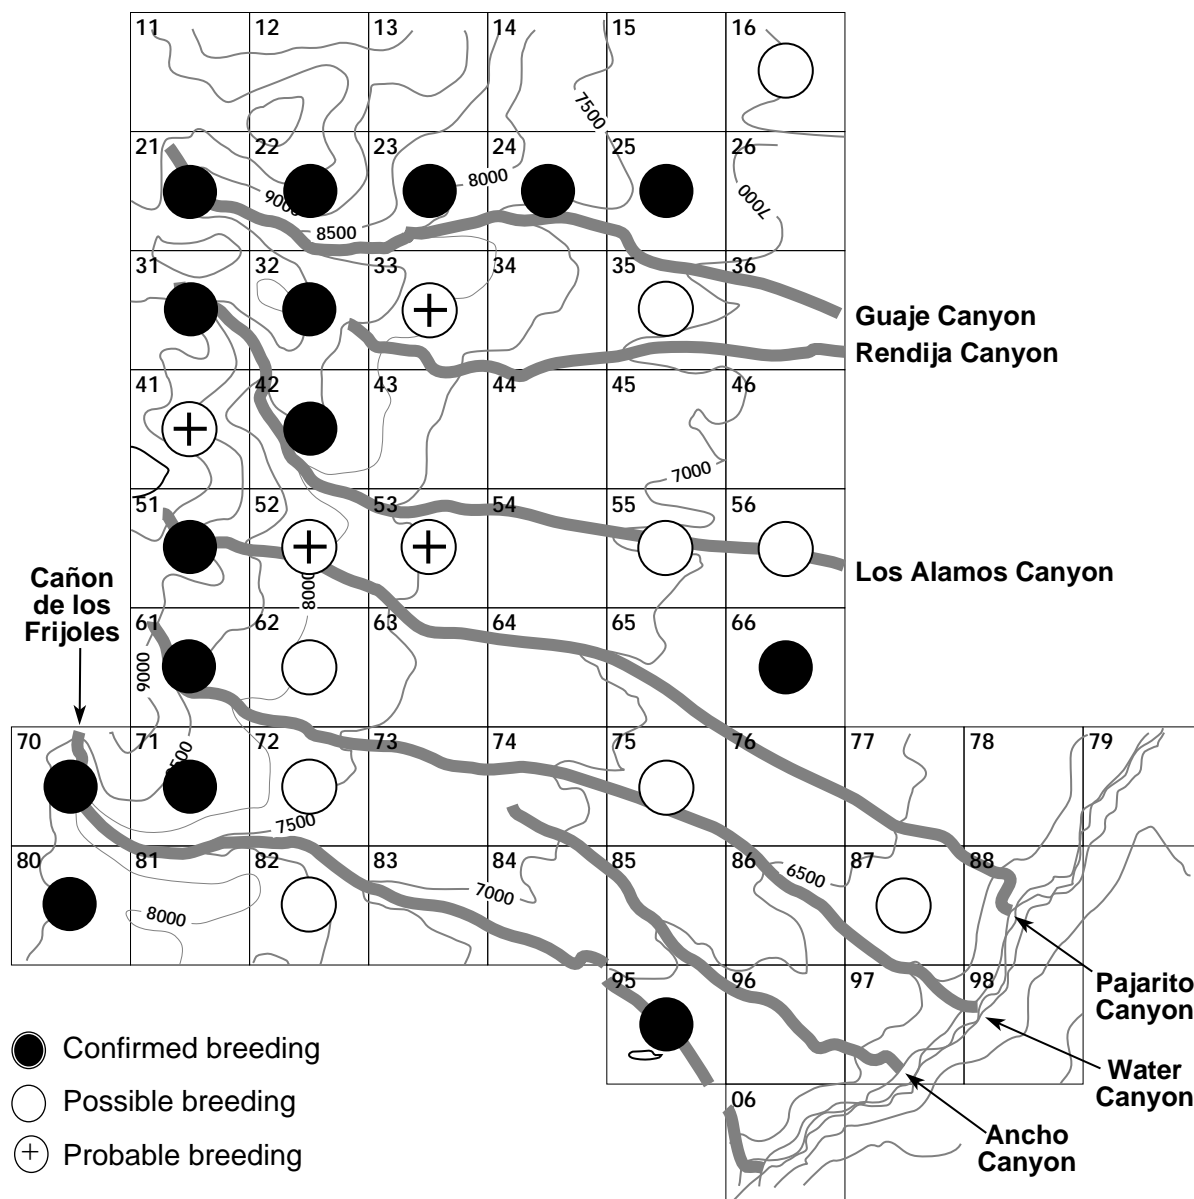 11 12 13 14 15 16
7500
21 22 23 24 25 26
8000
7000
8500
31 32 33 34 35 36
Guaje Canyon
Rendija Canyon
41 42 43 44 45 46
7000
51 52 53 54 55 56
Los Alamos Canyon
Cañon
de los
Frijoles
8000
61 62 63 64 65 66
9000
70 71 72 73 74 75 76 77 78 79
7500
80 81 82 83 84 85 86 87 88
6500
7000
8000
95 96 97 98
Pajarito
Canyon
Water
Canyon
06
Ancho
Canyon
Confirmed breeding
Possible breeding
Probable breeding